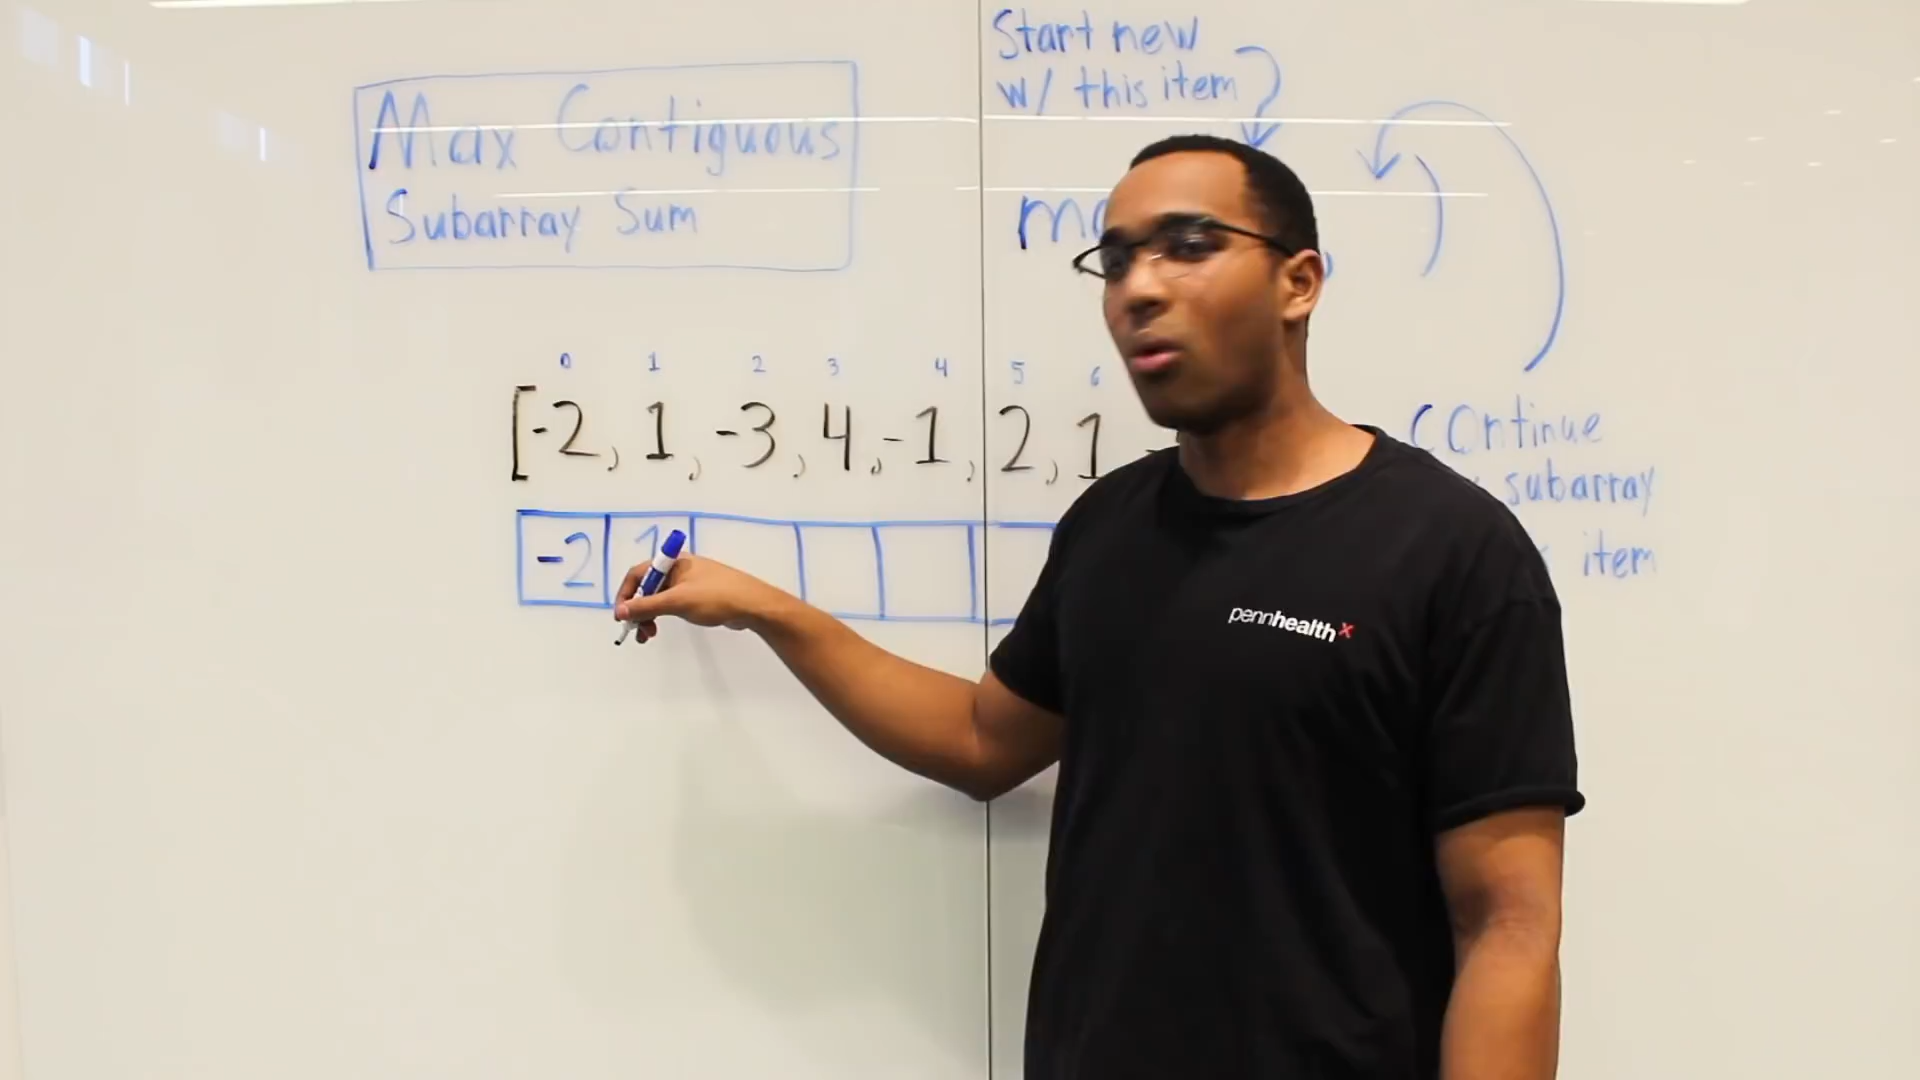 Start new
w/ this item
Max Contiguous
Subarray Sum
0 1 2 3 4 5 6
[-2, 1, -3, 4, -1, 2, 1
continue
subarray
item
-2 1
pennhealthx